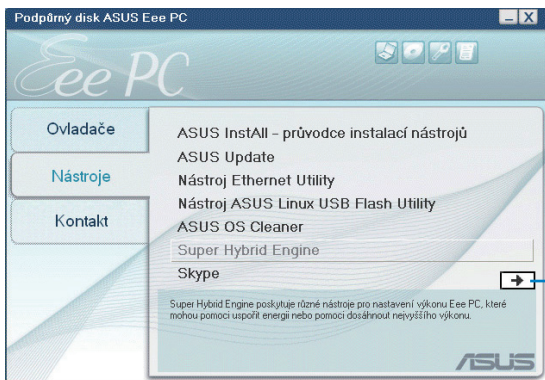 Podpůrný disk ASUS Eee PC
Eee PC
Ovladače
Nástroje
Kontakt
ASUS InstAll – průvodce instalací nástrojů
ASUS Update
Nástroj Ethernet Utility
Nástroj ASUS Linux USB Flash Utility
ASUS OS Cleaner
Super Hybrid Engine
Skype
Super Hybrid Engine poskytuje různé nástroje pro nastavení výkonu Eee PC, které
mohou pomoci uspořit energii nebo pomoci dosáhnout nejvyššího výkonu.
ASUS